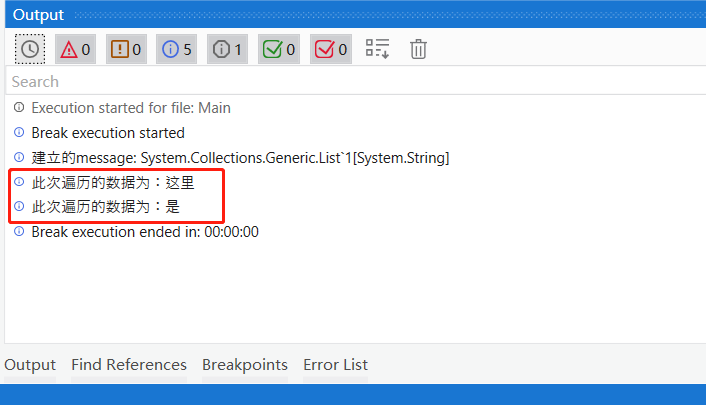 Output
0 0 5 1 0 0
Search
Execution started for file: Main
Break execution started
建立的message: System.Collections.Generic.List`1[System.String]
此次遍历的数据为：这里
此次遍历的数据为：是
Break execution ended in: 00:00:00
Output Find References Breakpoints Error List